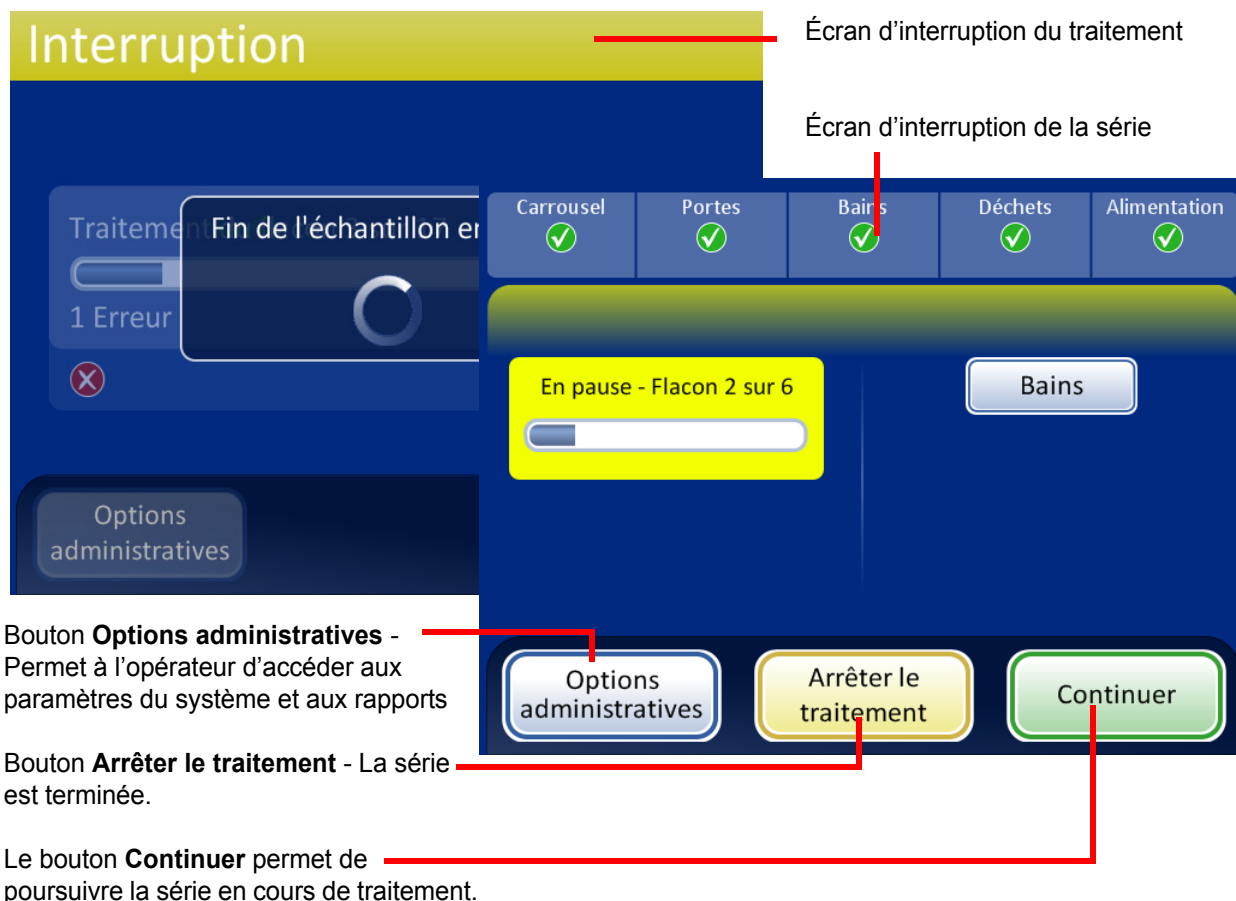 Interruption
Écran d'interruption du traitement
Écran d'interruption de la série
Fin de l'échantillon
1 Erreur
Options
administratives
Carrousel
Portes
Bains
Déchets
Alimentation
En pause - Flacon 2 sur 6
Bains
Options
administratives
Arrêter le
traitement
Continuer
Bouton Options administratives -
Permet à l'opérateur d'accéder aux
paramètres du système et aux rapports
Bouton Arrêter le traitement - La série
est terminée.
Le bouton Continuer permet de
poursuivre la série en cours de traitement.